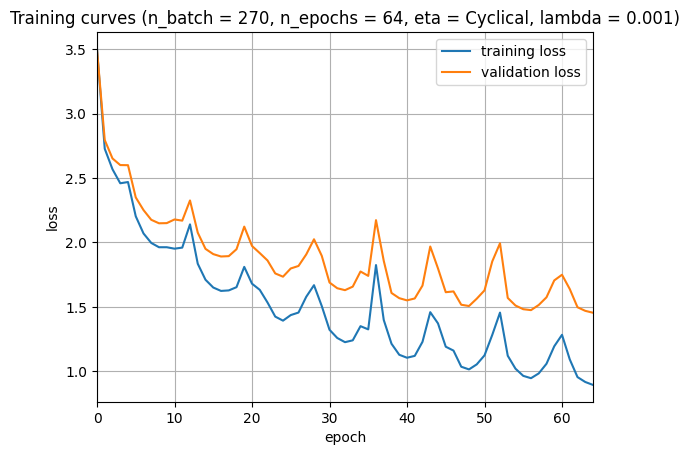 Training curves (n_batch = 270, n_epochs = 64, eta = Cyclical, lambda = 0.001)
training loss
validation loss
3.5
3.0
2.5
2.0
1.5
1.0
loss
0 10 20 30 40 50 60
epoch